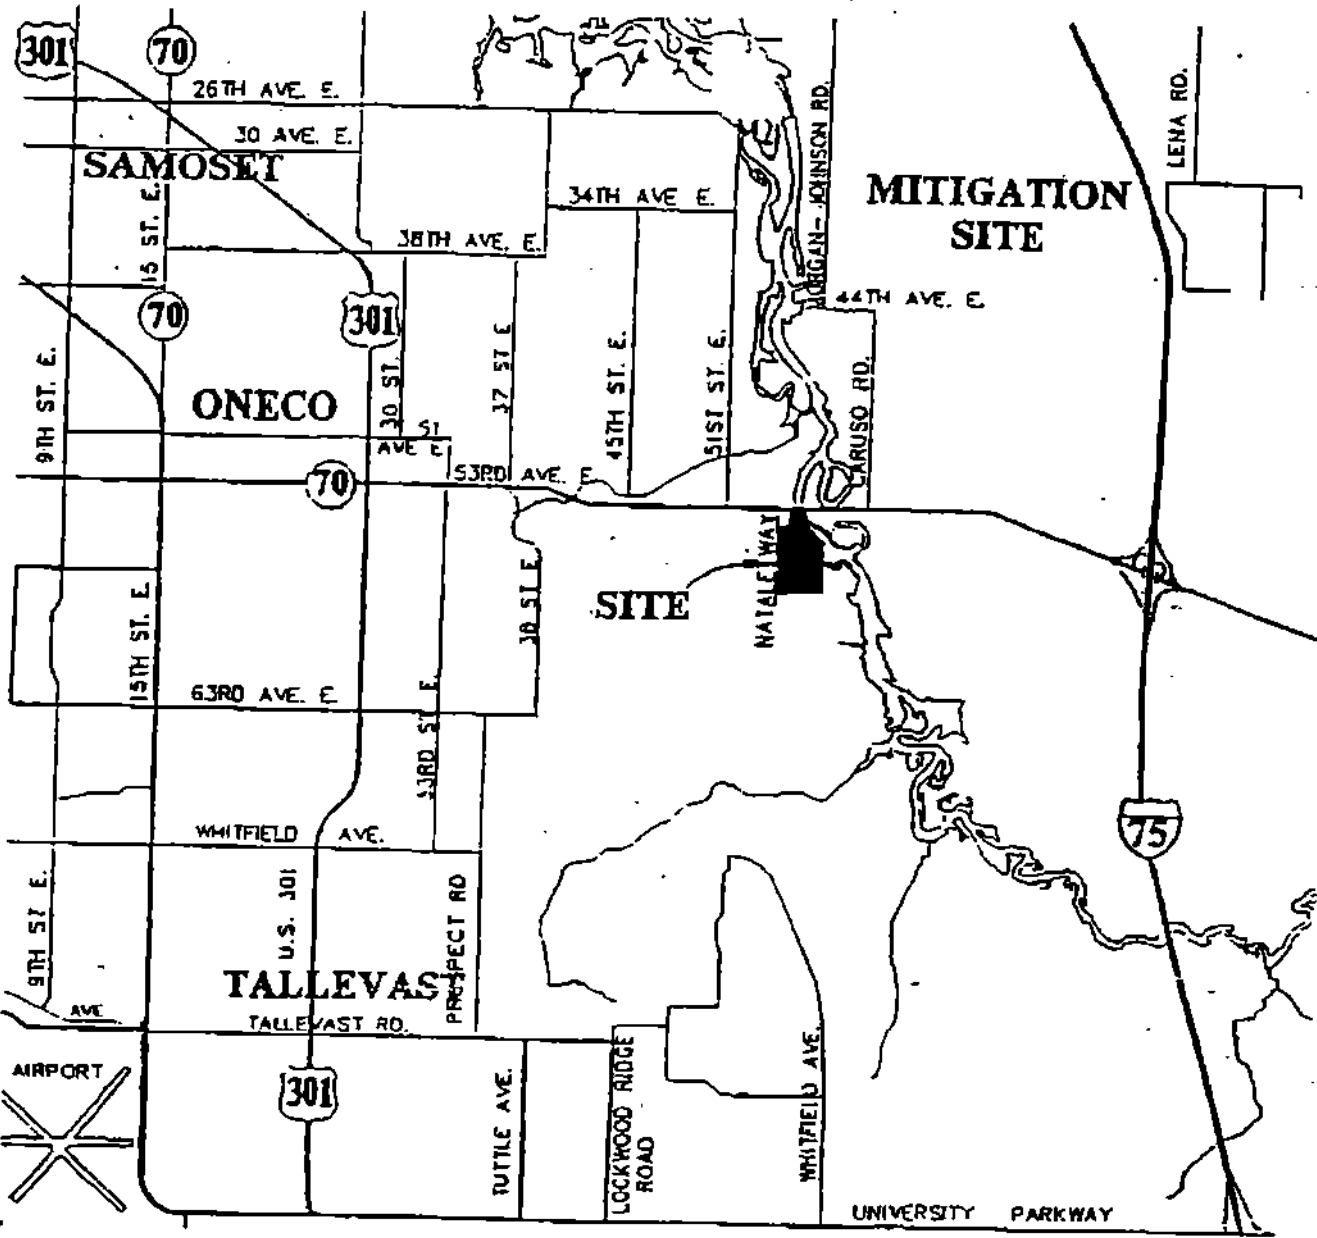 301
70
26TH AVE. E.
30 AVE. E.
SAMOSET
LENA RD.
MITIGATION
SITE
34TH AVE E.
15 ST. E.
38TH AVE. E.
44TH AVE. E.
70
301
9TH ST. E.
30 ST.
37 ST E
45TH ST. E.
51ST ST. E.
CARUSO RD.
ONECO
ST
AVE E
70
53RD AVE. E
NATALE WAY
SITE
15TH ST. E.
38 ST E.
63RD AVE. E
33RD ST E.
WHITFIELD AVE.
75
9TH ST E.
U.S. 301
PROSPECT RD
TALLEVAST
AVE
TALLEVAST RD.
AIRPORT
301
TUTTLE AVE.
LOCKWOOD RIDGE
ROAD
WHITFIELD AVE.
UNIVERSITY PARKWAY